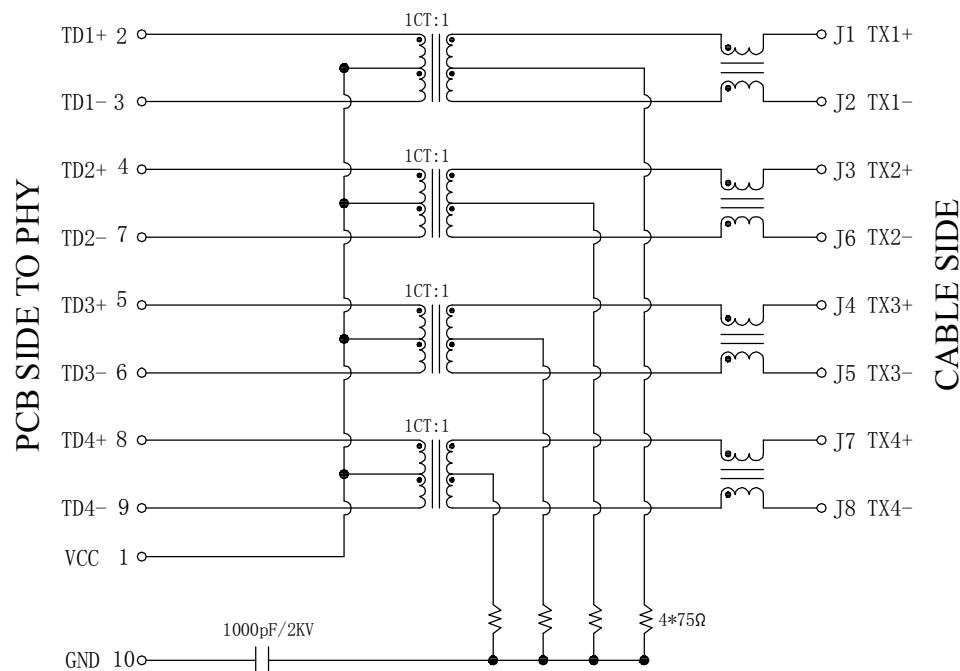 1CT:1
TD1+ 2
J1 TX1+
TD1- 3
J2 TX1-
1CT:1
TD2+ 4
J3 TX2+
TD2- 7
J6 TX2-
1CT:1
TD3+ 5
J4 TX3+
TD3- 6
J5 TX3-
1CT:1
TD4+ 8
J7 TX4+
TD4- 9
J8 TX4-
VCC 1
4*75Ω
1000pF/2KV
GND 10
PCB SIDE TO PHY
CABLE SIDE